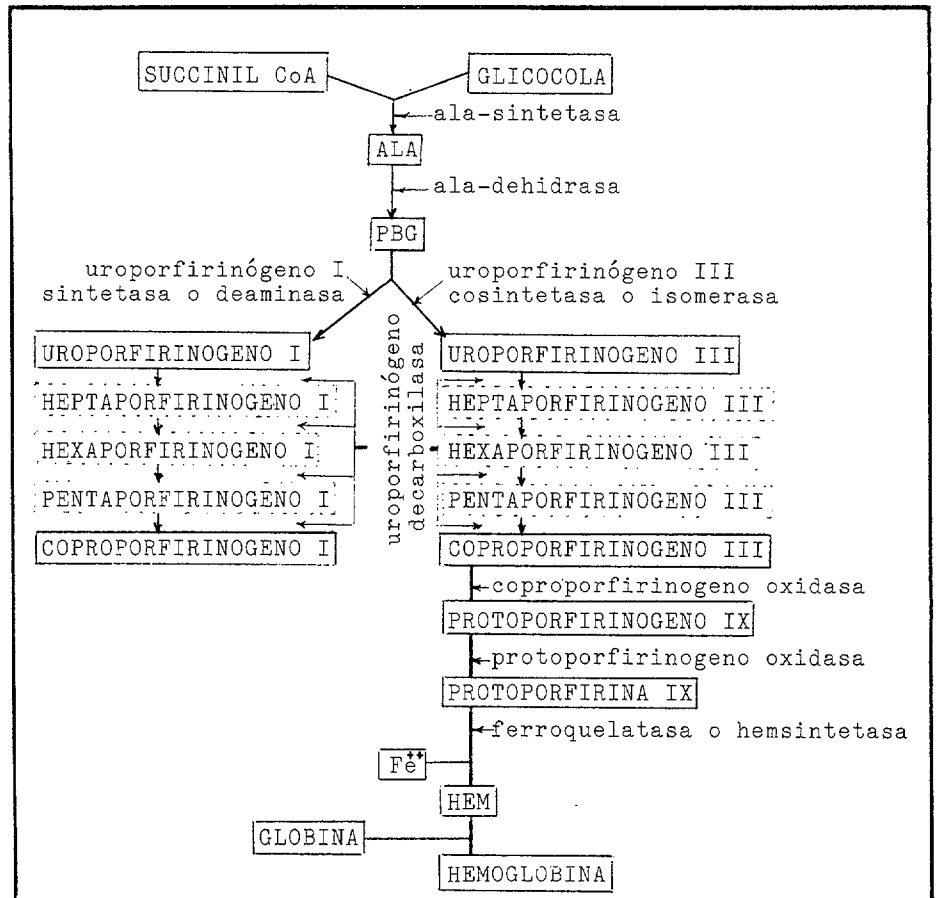 SUCCINIL CoA
GLICOCOLA
ala-sintetasa
ALA
ala-dehidrasa
PBG
uroporfirinógeno I
sintetasa o deaminasa
uroporfirinógeno III
cosintetasa o isomerasa
uroporfirinógeno
decarboxilasa
UROPORFIRINOGENO I
HEPTAPORFIRINOGENO I
HEXAPORFIRINOGENO I
PENTAPORFIRINOGENO I
COPROPORFIRINOGENO I
UROPORFIRINOGENO III
HEPTAPORFIRINOGENO III
HEXAPORFIRINOGENO III
PENTAPORFIRINOGENO III
COPROPORFIRINOGENO III
coproporfirinogeno oxidasa
PROTOPORFIRINOGENO IX
protoporfirinogeno oxidasa
PROTOPORFIRINA IX
ferroquelatasa o hemsintetasa
Fe++
HEM
GLOBINA
HEMOGLOBINA